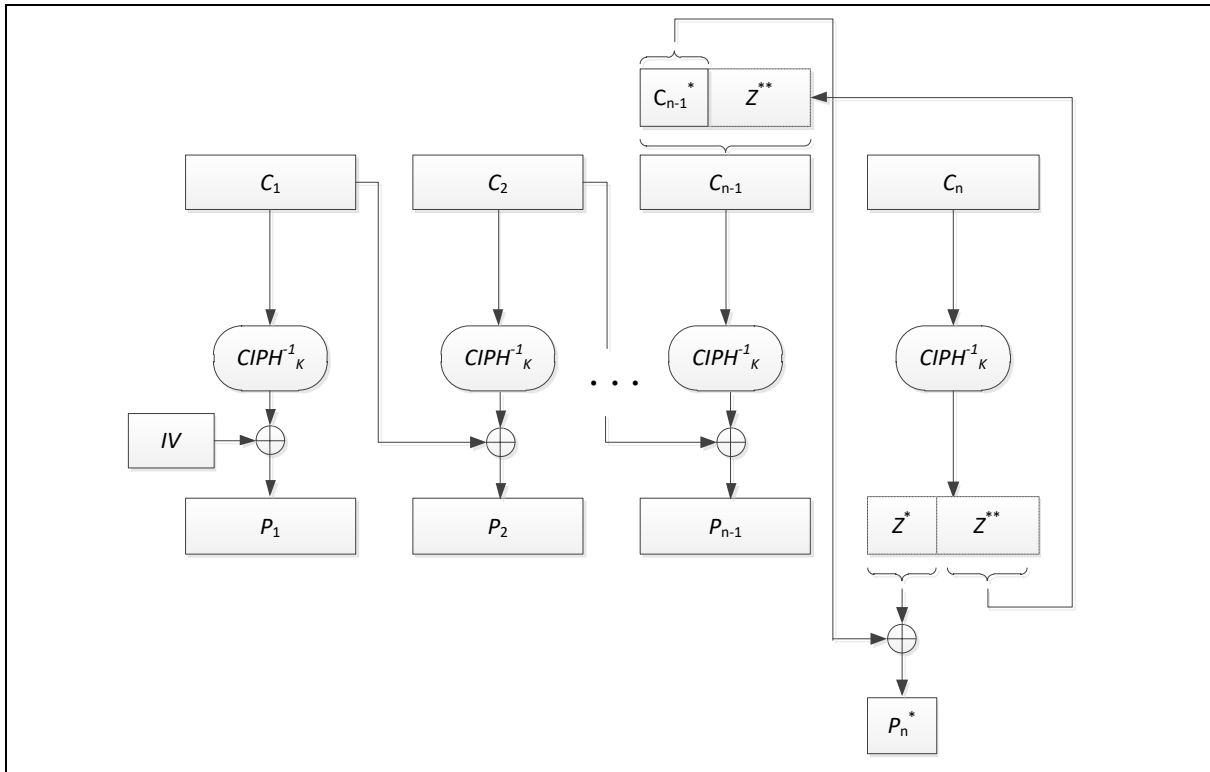 C_{n-1}^* Z^{**}
C_1 C_2 C_{n-1} C_n
CIPH^{-1}_K CIPH^{-1}_K CIPH^{-1}_K CIPH^{-1}_K
• • •
IV
P_1 P_2 P_{n-1} Z^* Z^{**}
P_n^*